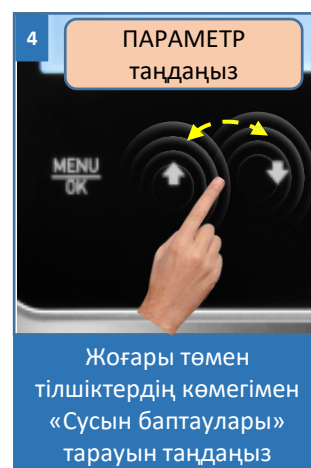 4
ПАРАМЕТР
таңдаңыз
MENU
OK
Жоғары төмен
тілшіктердің көмегімен
«Сусын баптаулары»
тарауын таңдаңыз